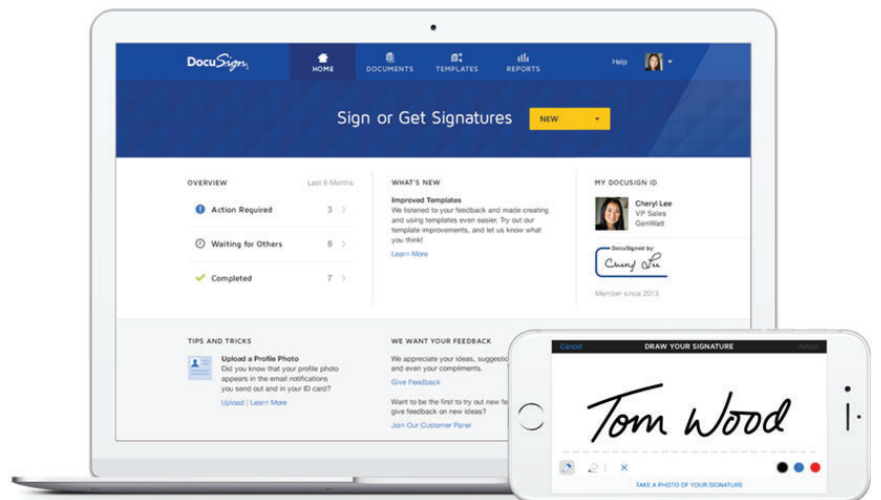 DocuSign
HOME
DOCUMENTS
TEMPLATES
REPORTS
Help
Sign or Get Signatures
NEW
OVERVIEW
Last 6 Months
Action Required 3
Waiting for Others 8
Completed 7
WHAT'S NEW
Improved Templates
We listened to your feedback and made creating
and using templates even easier. Try out our
template improvements, and let us know what
you think!
Learn More
MY DOCUSIGN ID
Cheryl Lee
VP Sales
GenWatt
DocuSigned by:
Cheryl Lee
Member since 2013
TIPS AND TRICKS
Upload a Profile Photo
Did you know that your profile photo
appears in the email notifications
you send out and in your ID card?
Upload | Learn More
WE WANT YOUR FEEDBACK
We appreciate your ideas,
and even your compliments.
Give Feedback
Want to be the first to try out new
give feedback on new ideas?
Join Our Customer Panel
Cancel
DRAW YOUR SIGNATURE
Adopt
Tom Wood
TAKE A PHOTO OF YOUR SIGNATURE